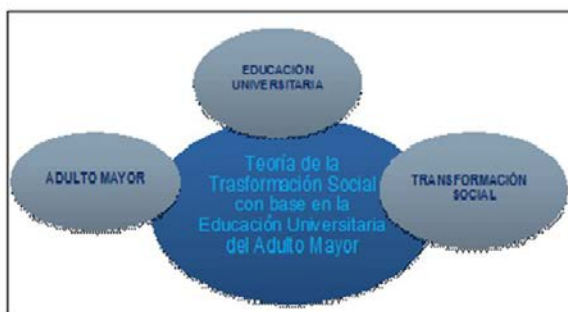 EDUCACIÓN
UNIVERSITARIA
ADULTO MAYOR
Teoría de la
Trasformación Social
con base en la
Educación Universitaria
del Adulto Mayor
TRANSFORMACIÓN
SOCIAL